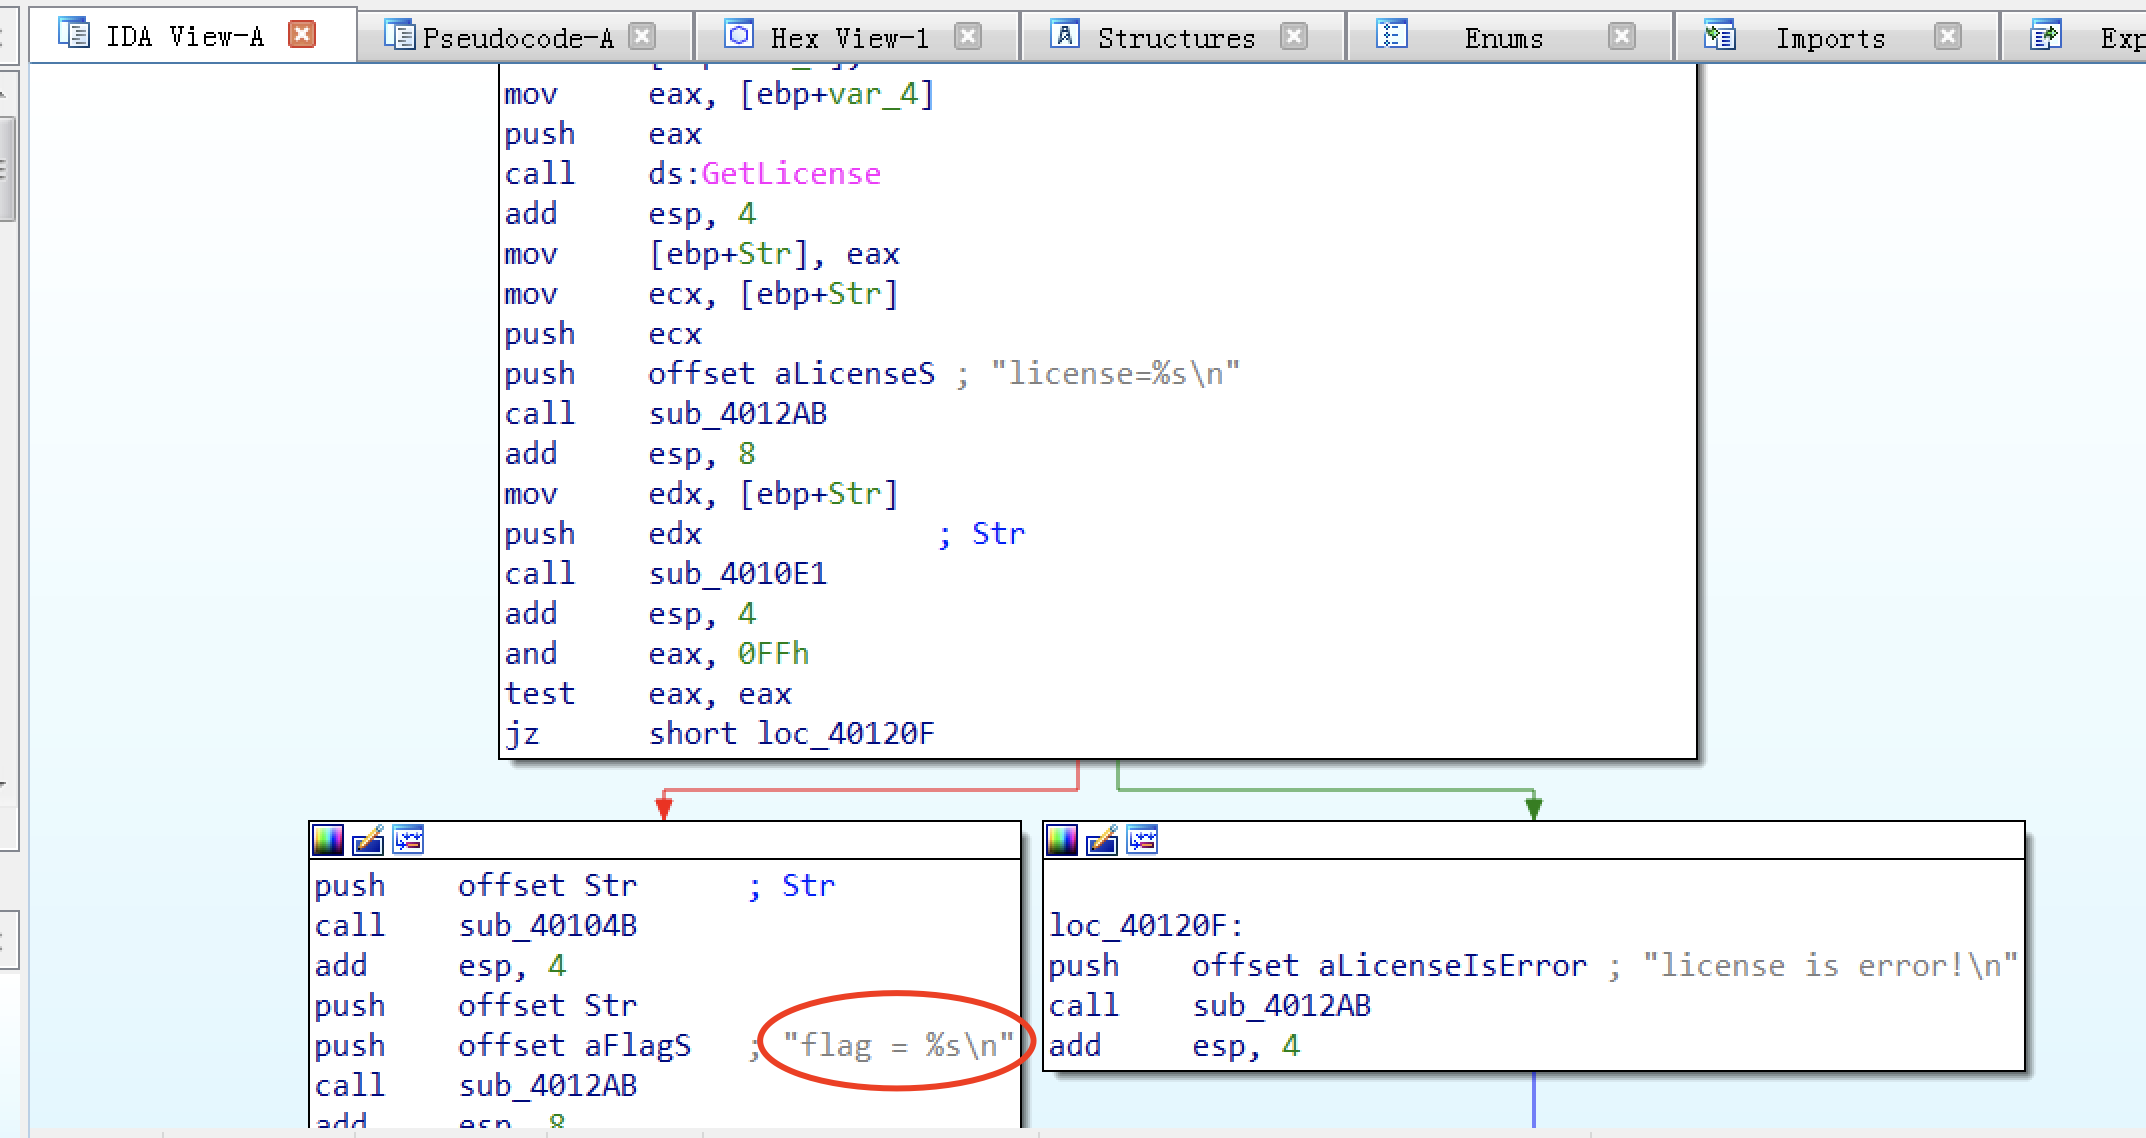 IDA View-A Pseudocode-A Hex View-1 Structures Enums Imports
mov eax, [ebp+var_4]
push eax
call ds:GetLicense
add esp, 4
mov [ebp+Str], eax
mov ecx, [ebp+Str]
push ecx
push offset aLicenseS ; "license=%s\n"
call sub_4012AB
add esp, 8
mov edx, [ebp+Str]
push edx ; Str
call sub_4010E1
add esp, 4
and eax, 0FFh
test eax, eax
jz short loc_40120F
push offset Str ; Str
call sub_40104B
add esp, 4
push offset Str
push offset aFlagS ; "flag = %s\n"
call sub_4012AB
add esp, 8
loc_40120F:
push offset aLicenseIsError ; "license is error!\n"
call sub_4012AB
add esp, 4